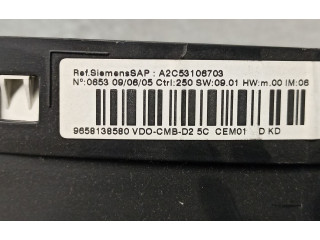 Ref.SiemensSAP : A2C53106703
N°:0653 09/06/05 Ctrl:250 SW:09.01 HW:m.00 IM:06
9658138580 VDO-CMB-D2 5C CEM01 D KD